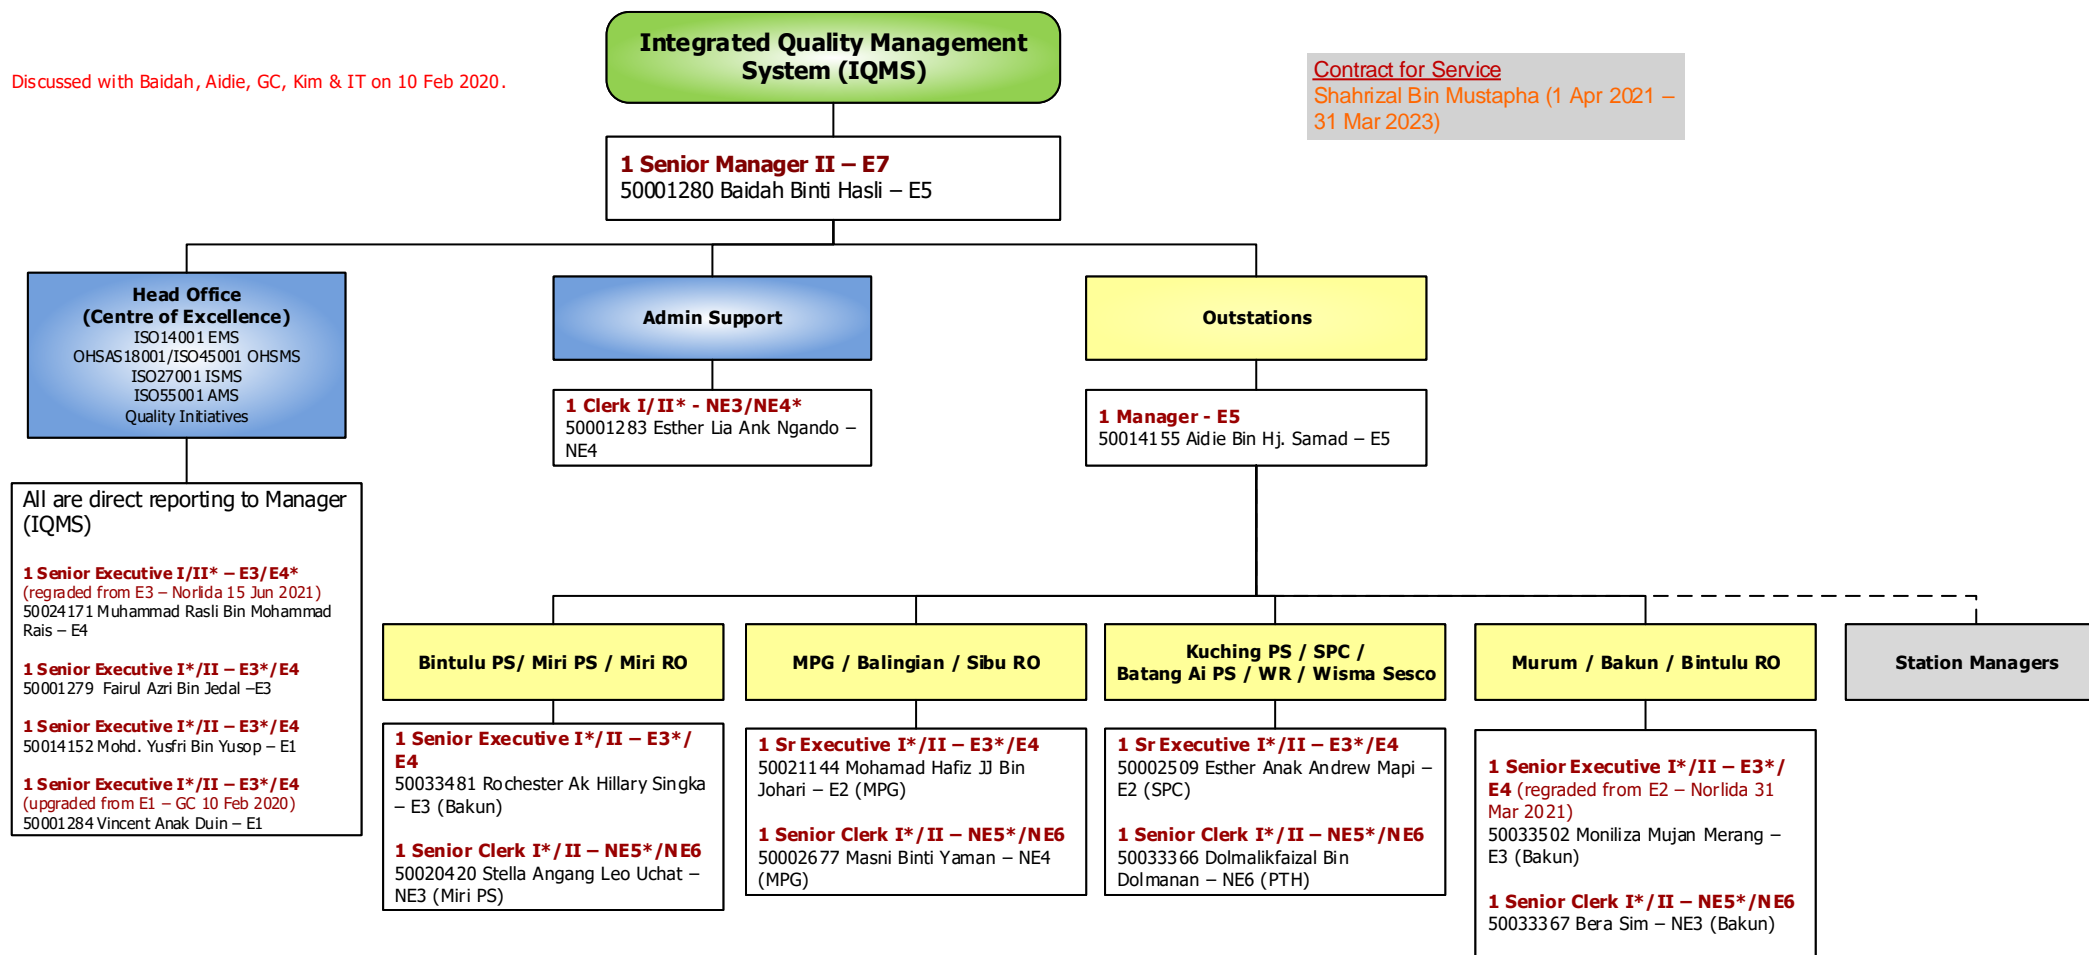 Integrated Quality Management
System (IQMS)
Discussed with Baidah, Aidie, GC, Kim & IT on 10 Feb 2020.
Contract for Service
Shahrizal Bin Mustapha (1 Apr 2021 –
31 Mar 2023)
1 Senior Manager II – E7
50001280 Baidah Binti Hasli – E5
Head Office
(Centre of Excellence)
ISO14001 EMS
OHSAS18001/ISO45001 OHSMS
ISO27001 ISMS
ISO55001 AMS
Quality Initiatives
Admin Support
Outstations
1 Clerk I/II* - NE3/NE4*
50001283 Esther Lia Ank Ngando –
NE4
1 Manager - E5
50014155 Aidie Bin Hj. Samad – E5
All are direct reporting to Manager
(IQMS)
1 Senior Executive I/II* – E3/E4*
(regraded from E3 – Norlida 15 Jun 2021)
50024171 Muhammad Rasli Bin Mohammad
Rais – E4
1 Senior Executive I*/II – E3*/E4
50001279 Fairul Azri Bin Jedal –E3
1 Senior Executive I*/II – E3*/E4
50014152 Mohd. Yusfri Bin Yusop – E1
1 Senior Executive I*/II – E3*/E4
(upgraded from E1 – GC 10 Feb 2020)
50001284 Vincent Anak Duin – E1
Bintulu PS/ Miri PS / Miri RO
1 Senior Executive I*/II – E3*/
E4
50033481 Rochester Ak Hillary Singka
– E3 (Bakun)
1 Senior Clerk I*/II – NE5*/NE6
50020420 Stella Angang Leo Uchat –
NE3 (Miri PS)
MPG / Balingian / Sibu RO
1 Sr Executive I*/II – E3*/E4
50021144 Mohamad Hafiz JJ Bin
Johari – E2 (MPG)
1 Senior Clerk I*/II – NE5*/NE6
50002677 Masni Binti Yaman – NE4
(MPG)
Kuching PS / SPC /
Batang Ai PS / WR / Wisma Sesco
1 Sr Executive I*/II – E3*/E4
50002509 Esther Anak Andrew Mapi –
E2 (SPC)
1 Senior Clerk I*/II – NE5*/NE6
50033366 Dolmalikfaizal Bin
Dolmanan – NE6 (PTH)
Murum / Bakun / Bintulu RO
1 Senior Executive I*/II – E3*/
E4 (regraded from E2 – Norlida 31
Mar 2021)
50033502 Moniliza Mujan Merang –
E3 (Bakun)
1 Senior Clerk I*/II – NE5*/NE6
50033367 Bera Sim – NE3 (Bakun)
Station Managers